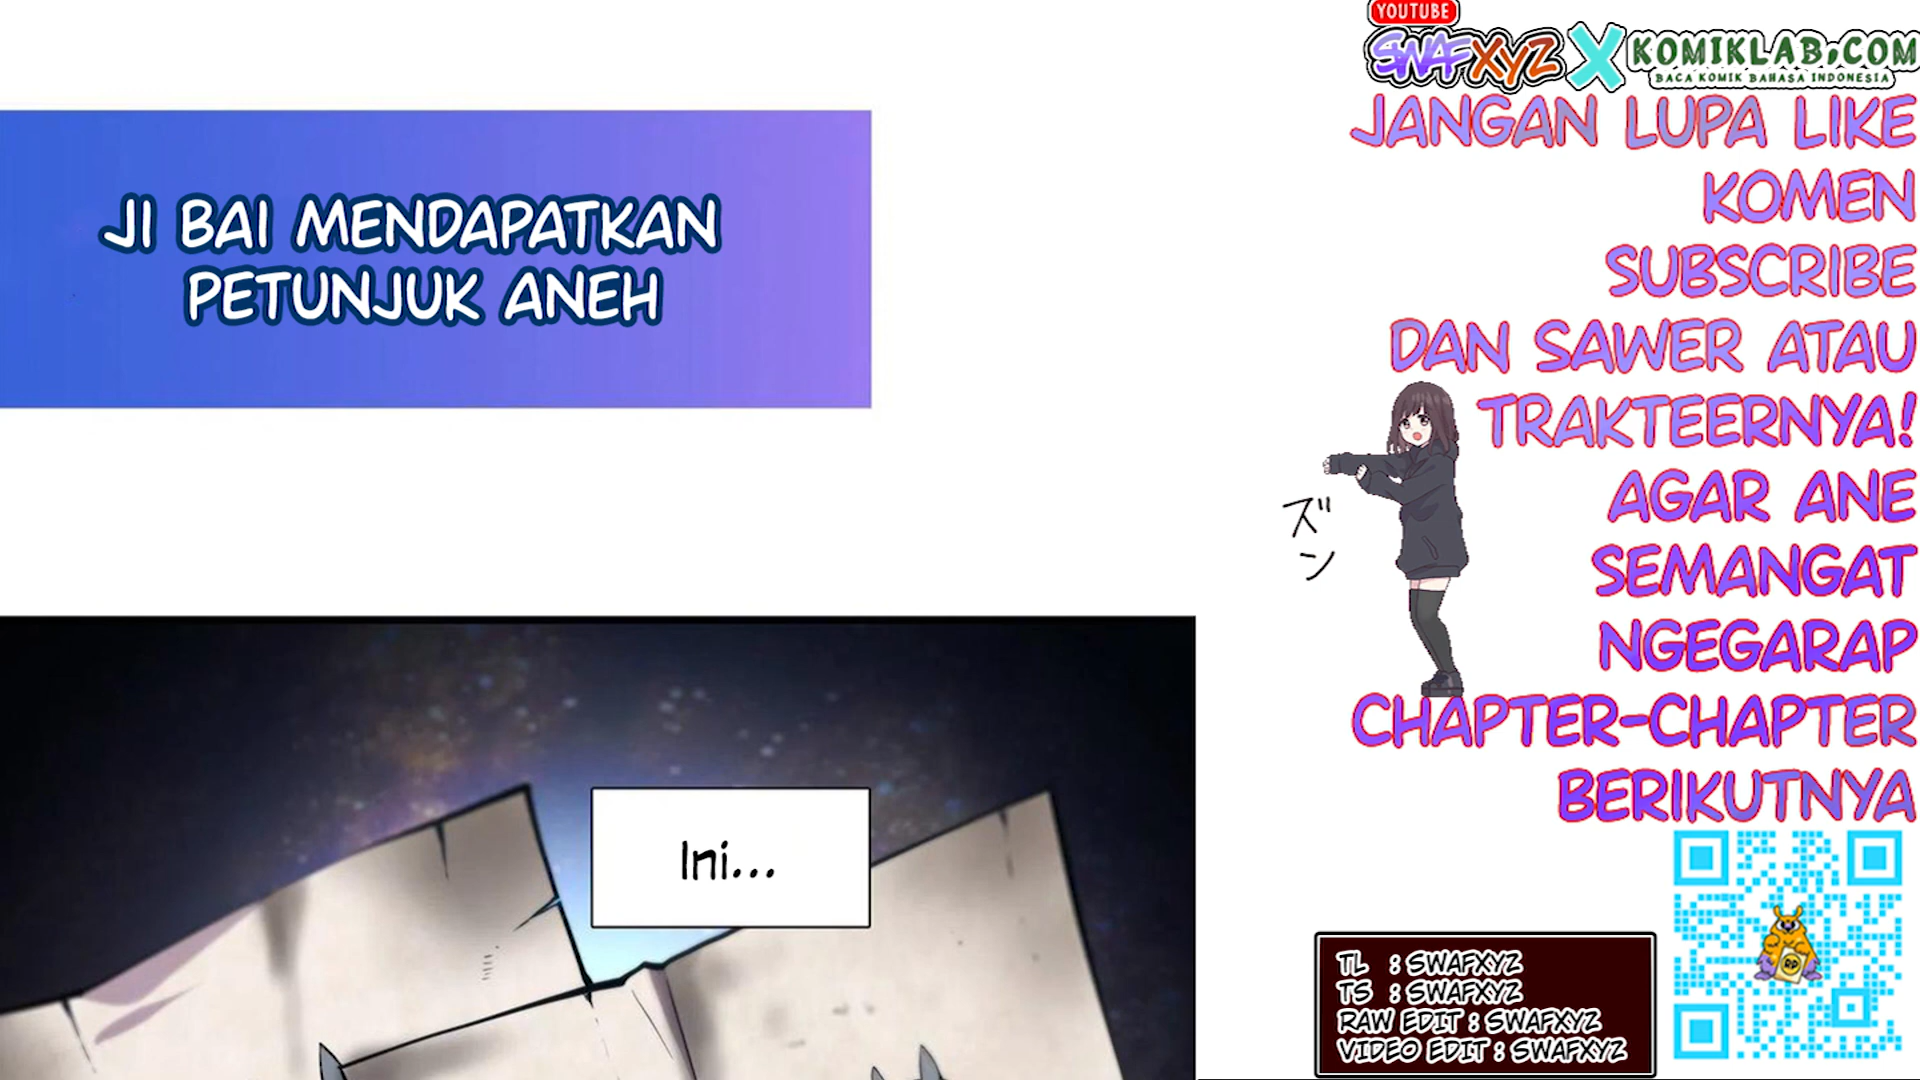 JI BAI MENDAPATKAN
PETUNJUK ANEH
Ini...
YOUTUBE
SWAFXYZ X KOMIKLAB.COM
BACA KOMIK BAHASA INDONESIA
JANGAN LUPA LIKE
KOMEN
SUBSCRIBE
DAN SAWER ATAU
TRAKTEERNYA!
AGAR ANE
SEMANGAT
NGEGARAP
CHAPTER-CHAPTER
BERIKUTNYA
ズ
ン
RP
TL : SWAFXYZ
TS : SWAFXYZ
RAW EDIT : SWAFXYZ
VIDEO EDIT : SWAFXYZ